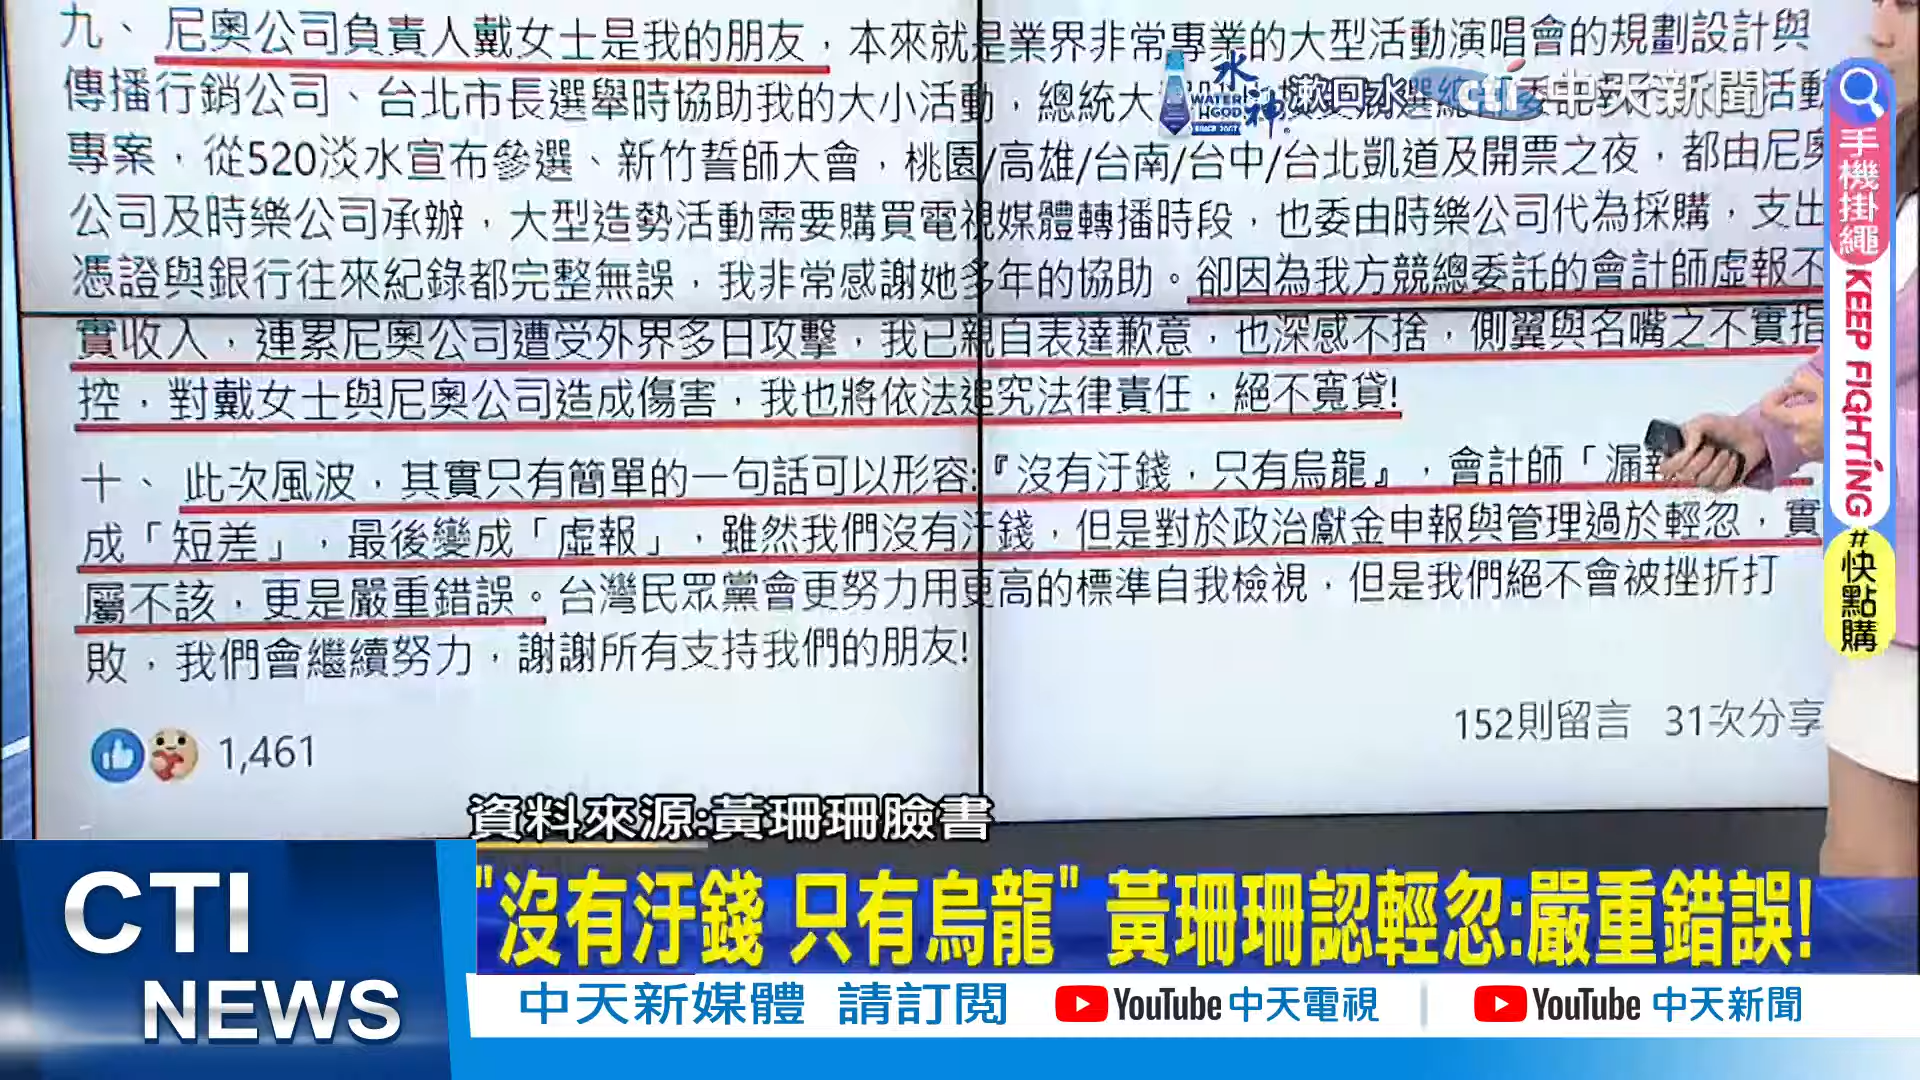 九、尼奧公司負責人戴女士是我的朋友，本來就是業界非常專業的大型活動演唱會的規劃設計與
傳播行銷公司、台北市長選舉時協助我的大小活動，總統大 選總 委 活動
專案，從520淡水宣布參選、新竹誓師大會，桃園/高雄/台南/台中/台北凱道及開票之夜，都由尼奧
公司及時樂公司承辦，大型造勢活動需要購買電視媒體轉播時段，也委由時樂公司代為採購，支出
憑證與銀行往來紀錄都完整無誤，我非常感謝她多年的協助。卻因為我方競總委託的會計師虛報不
實收入，連累尼奧公司遭受外界多日攻擊，我已親自表達歉意，也深感不捨，側翼與名嘴之不實指
控，對戴女士與尼奧公司造成傷害，我也將依法追究法律責任，絕不寬貸!
十、此次風波，其實只有簡單的一句話可以形容:『沒有汙錢，只有烏龍』，會計師「漏
成「短差」，最後變成「虛報」，雖然我們沒有汙錢，但是對於政治獻金申報與管理過於輕忽，實
屬不該，更是嚴重錯誤。台灣民眾黨會更努力用更高的標準自我檢視，但是我們絕不會被挫折打
敗，我們會繼續努力，謝謝所有支持我們的朋友!
1,461
152則留言 31次分享
水神
WATER
GOD
SINCE 2007
漱口水
CTi 中天新聞
手機掛繩
KEEP FIGHTING
#快點購
資料來源:黃珊珊臉書
"沒有汙錢 只有烏龍" 黃珊珊認輕忽:嚴重錯誤!
CTI
NEWS
中天新媒體 請訂閱 YouTube 中天電視 | YouTube 中天新聞